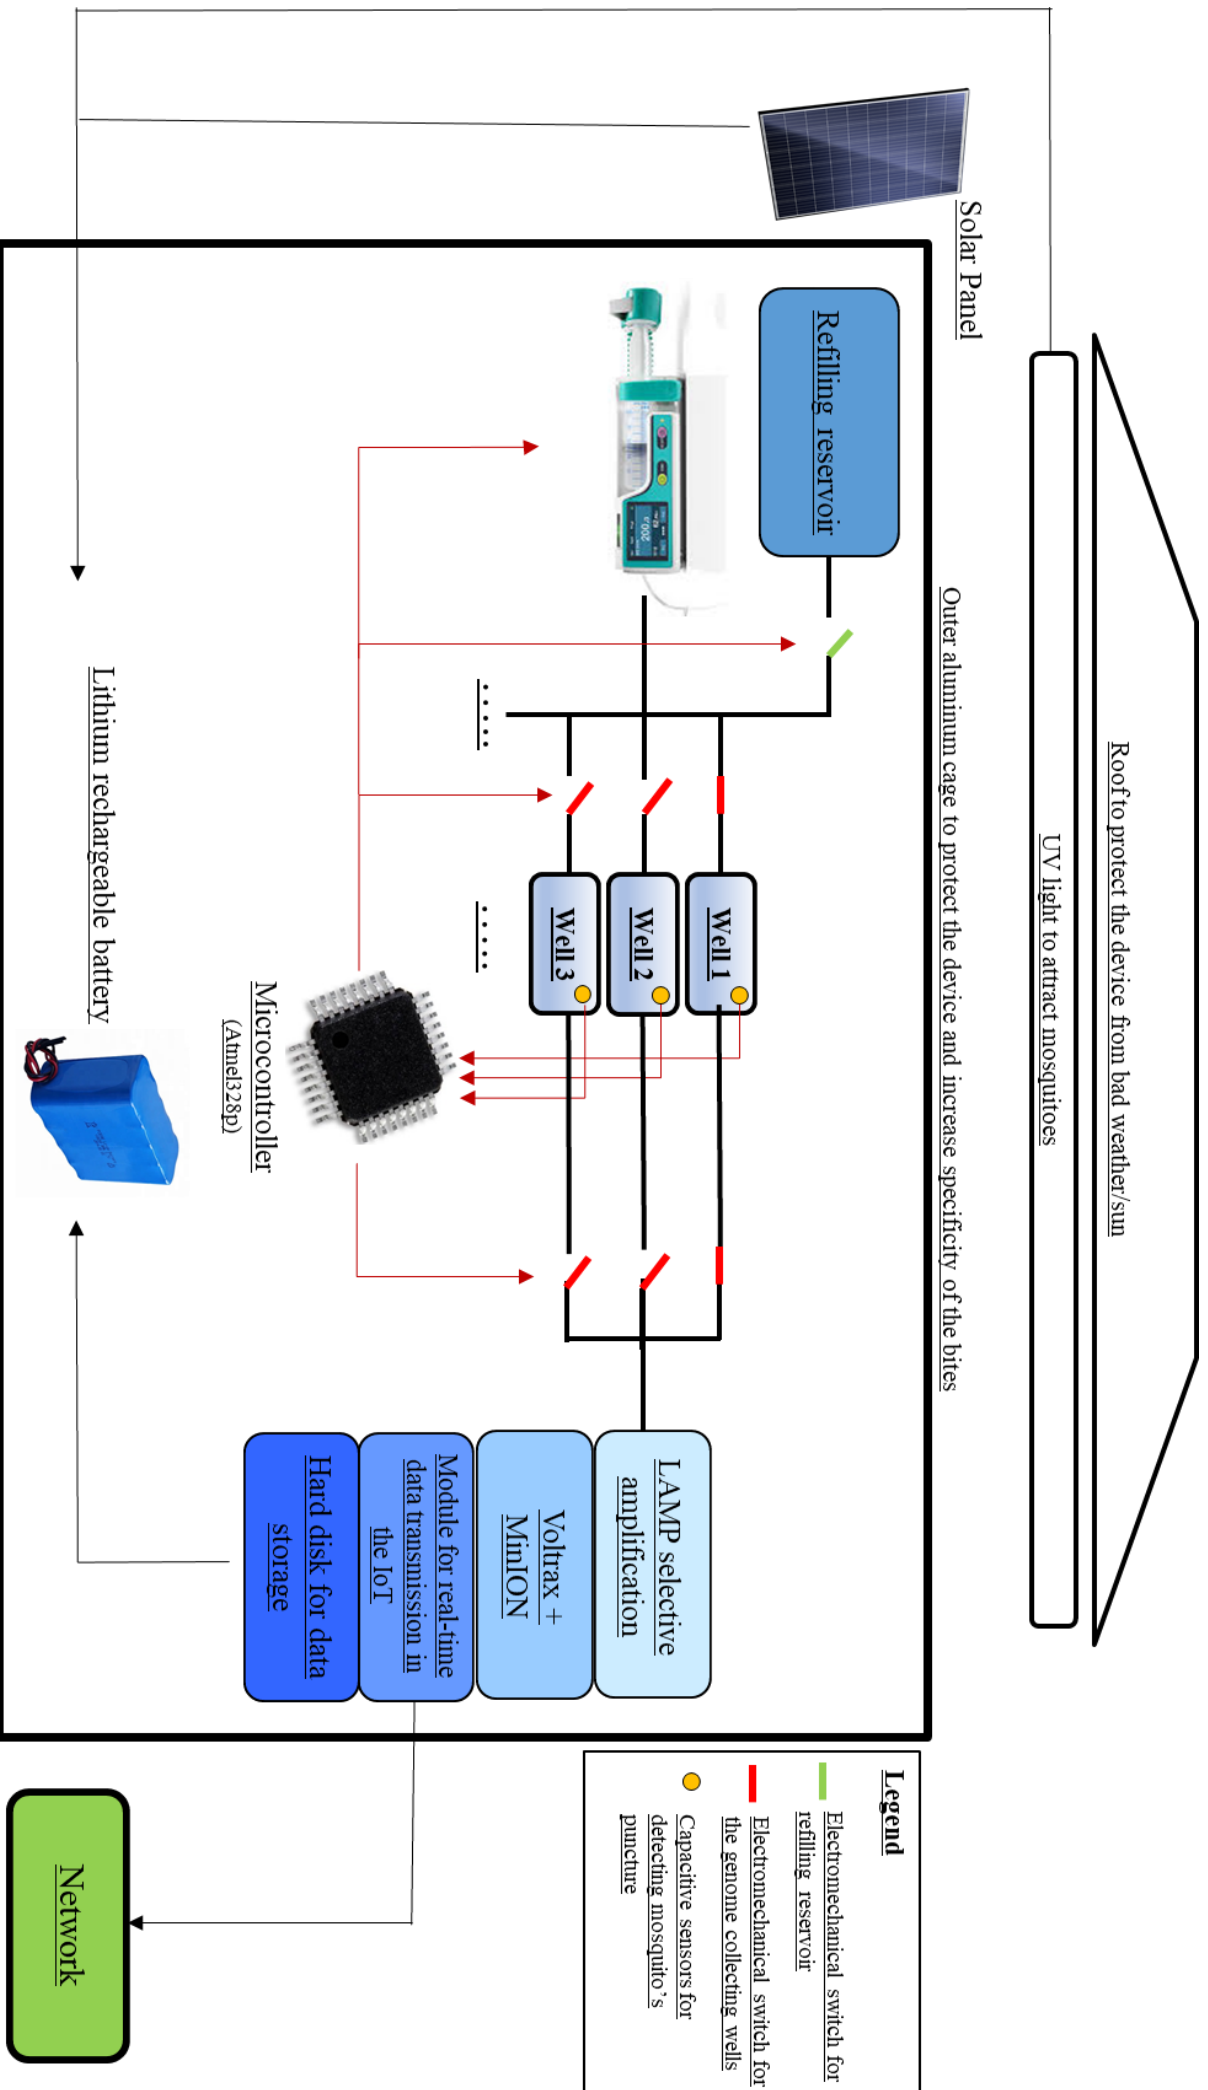 Roof to protect the device from bad weather/sun
UV light to attract mosquitoes
Solar Panel
Outer aluminum cage to protect the device and increase specificity of the bites
Refilling reservoir
.....
Well 1
Well 2
Well 3
.....
Microcontroller
(Atmel328p)
Lithium rechargeable battery
LAMP selective
amplification
Voltrax +
MinION
Module for real-time
data transmission in
the IoT
Hard disk for data
storage
Legend
Electromechanical switch for
refilling reservoir
Electromechanical switch for
the genome collecting wells
Capacitive sensors for
detecting mosquito’s
puncture
Network